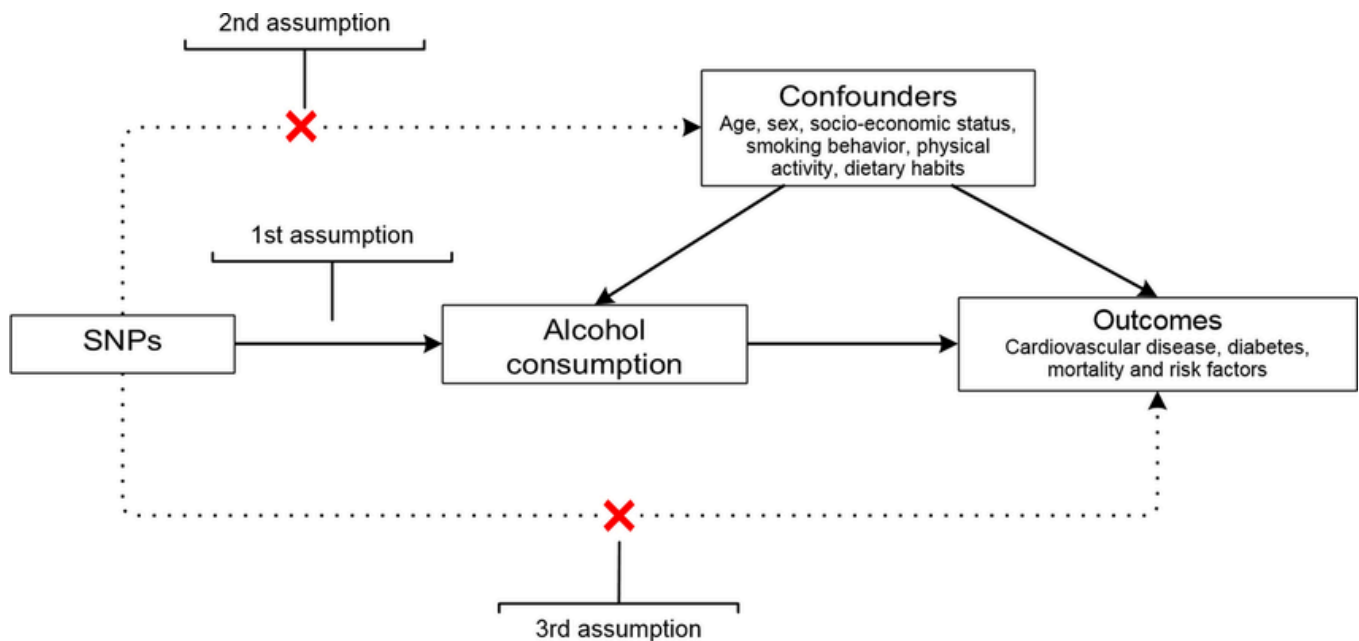 2nd assumption
Confounders
Age, sex, socio-economic status,
smoking behavior, physical
activity, dietary habits
1st assumption
SNPs
Alcohol
consumption
Outcomes
Cardiovascular disease, diabetes,
mortality and risk factors
3rd assumption